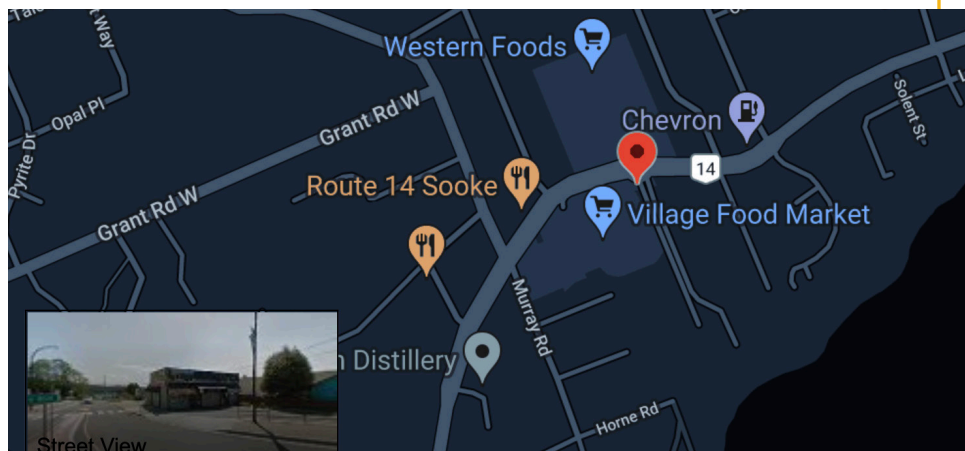 Western Foods
Way
Opal Pl
Pyrite Dr
Grant Rd W
Chevron
Solent St
14
Route 14 Sooke
Village Food Market
Grant Rd W
Murray Rd
n Distillery
Horne Rd
Street View